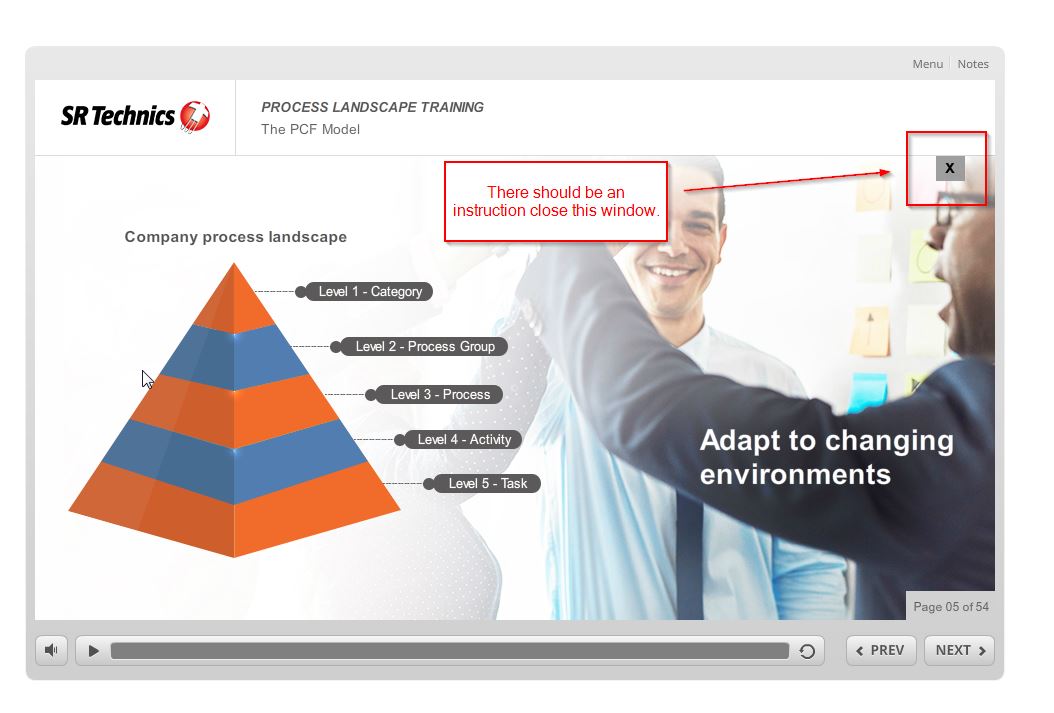 Menu Notes
SR Technics
PROCESS LANDSCAPE TRAINING
The PCF Model
X
There should be an
instruction close this window.
Company process landscape
Level 1 - Category
Level 2 - Process Group
Level 3 - Process
Level 4 - Activity
Level 5 - Task
Adapt to changing
environments
Page 05 of 54
PREV NEXT